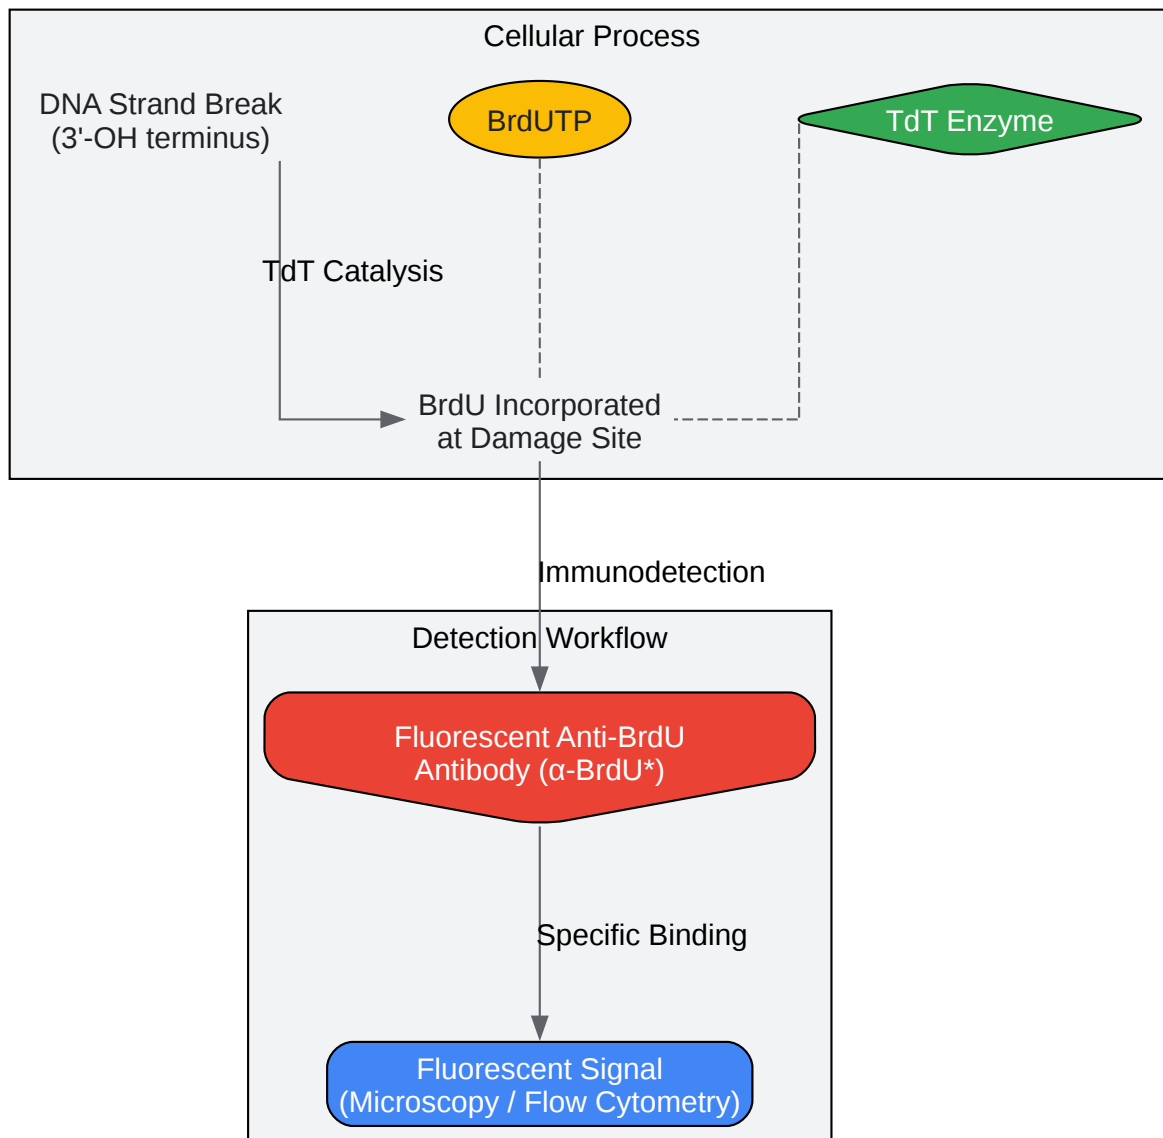 Cellular Process
DNA Strand Break
(3'-OH terminus)
BrdUTP
TdT Enzyme
TdT Catalysis
BrdU Incorporated
at Damage Site
Immunodetection
Detection Workflow
Fluorescent Anti-BrdU
Antibody (α-BrdU*)
Specific Binding
Fluorescent Signal
(Microscopy / Flow Cytometry)